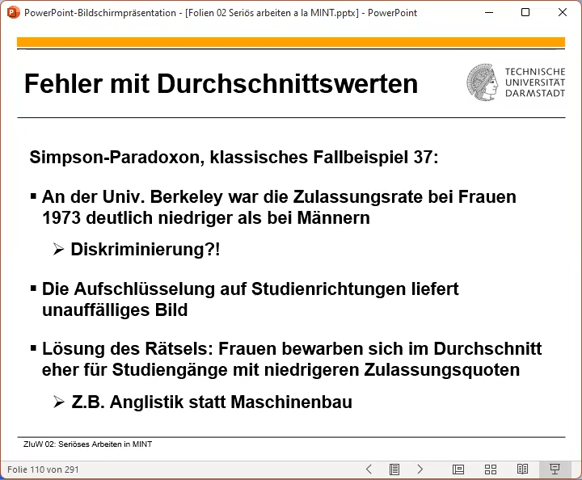 PowerPoint-Bildschirmpräsentation - [Folien 02 Seriös arbeiten a la MINT.pptx] - PowerPoint
Fehler mit Durchschnittswerten
TECHNISCHE
UNIVERSITÄT
DARMSTADT
Simpson-Paradoxon, klassisches Fallbeispiel 37:
▪ An der Univ. Berkeley war die Zulassungsrate bei Frauen
1973 deutlich niedriger als bei Männern
➢ Diskriminierung?!
▪ Die Aufschlüsselung auf Studienrichtungen liefert
unauffälliges Bild
▪ Lösung des Rätsels: Frauen bewarben sich im Durchschnitt
eher für Studiengänge mit niedrigeren Zulassungsquoten
➢ Z.B. Anglistik statt Maschinenbau
ZIuW 02: Seriöses Arbeiten in MINT
Folie 110 von 291